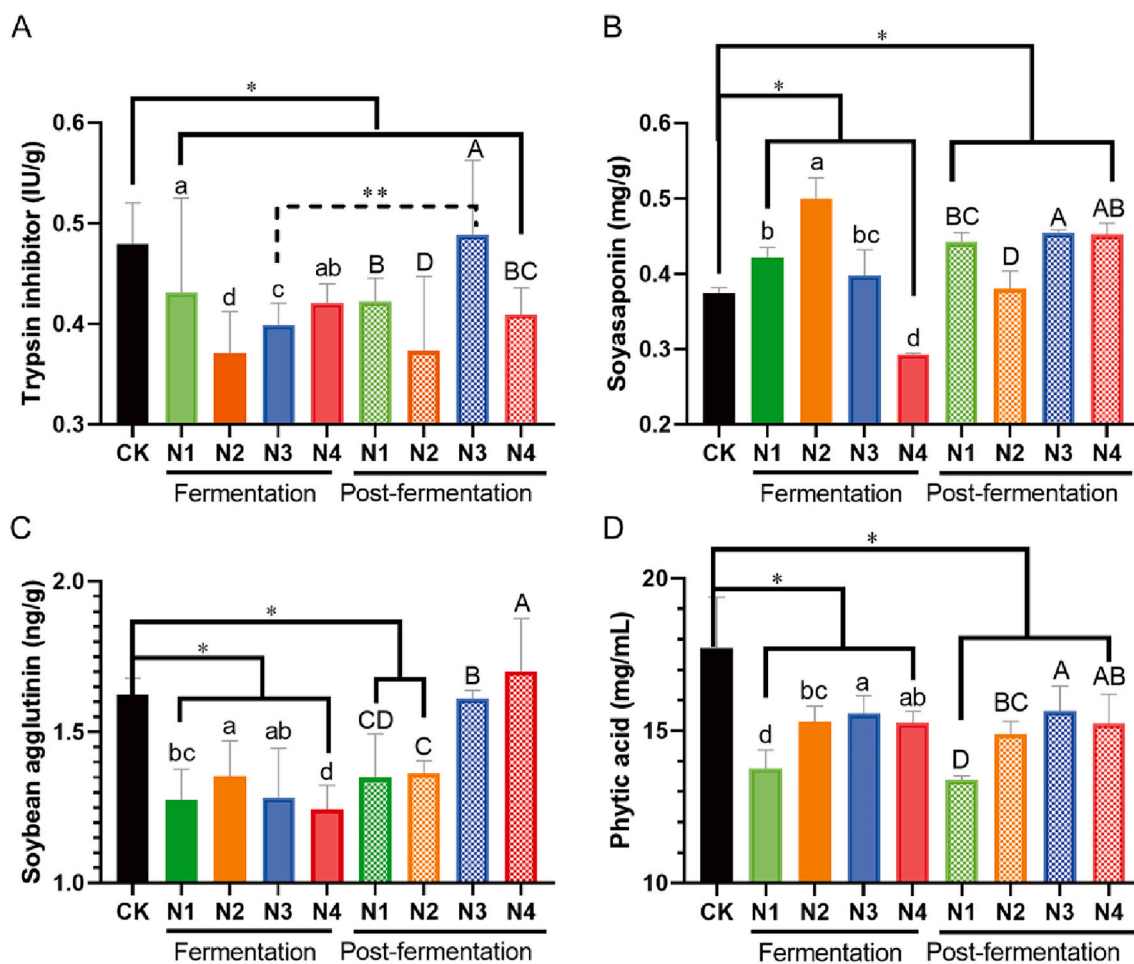 A
Trypsin inhibitor (IU/g)
0.6
0.5
0.4
0.3
*
**
a
d
c
ab
B
D
A
BC
CK N1 N2 N3 N4 N1 N2 N3 N4
Fermentation Post-fermentation
B
Soyasaponin (mg/g)
0.6
0.5
0.4
0.3
0.2
*
*
b
a
bc
d
BC
D
A
AB
CK N1 N2 N3 N4 N1 N2 N3 N4
Fermentation Post-fermentation
C
Soybean agglutinin (ng/g)
2.0
1.5
1.0
*
*
bc
a
ab
d
CD
C
B
A
CK N1 N2 N3 N4 N1 N2 N3 N4
Fermentation Post-fermentation
D
Phytic acid (mg/mL)
20
15
10
*
*
d
bc
a
ab
D
BC
A
AB
CK N1 N2 N3 N4 N1 N2 N3 N4
Fermentation Post-fermentation